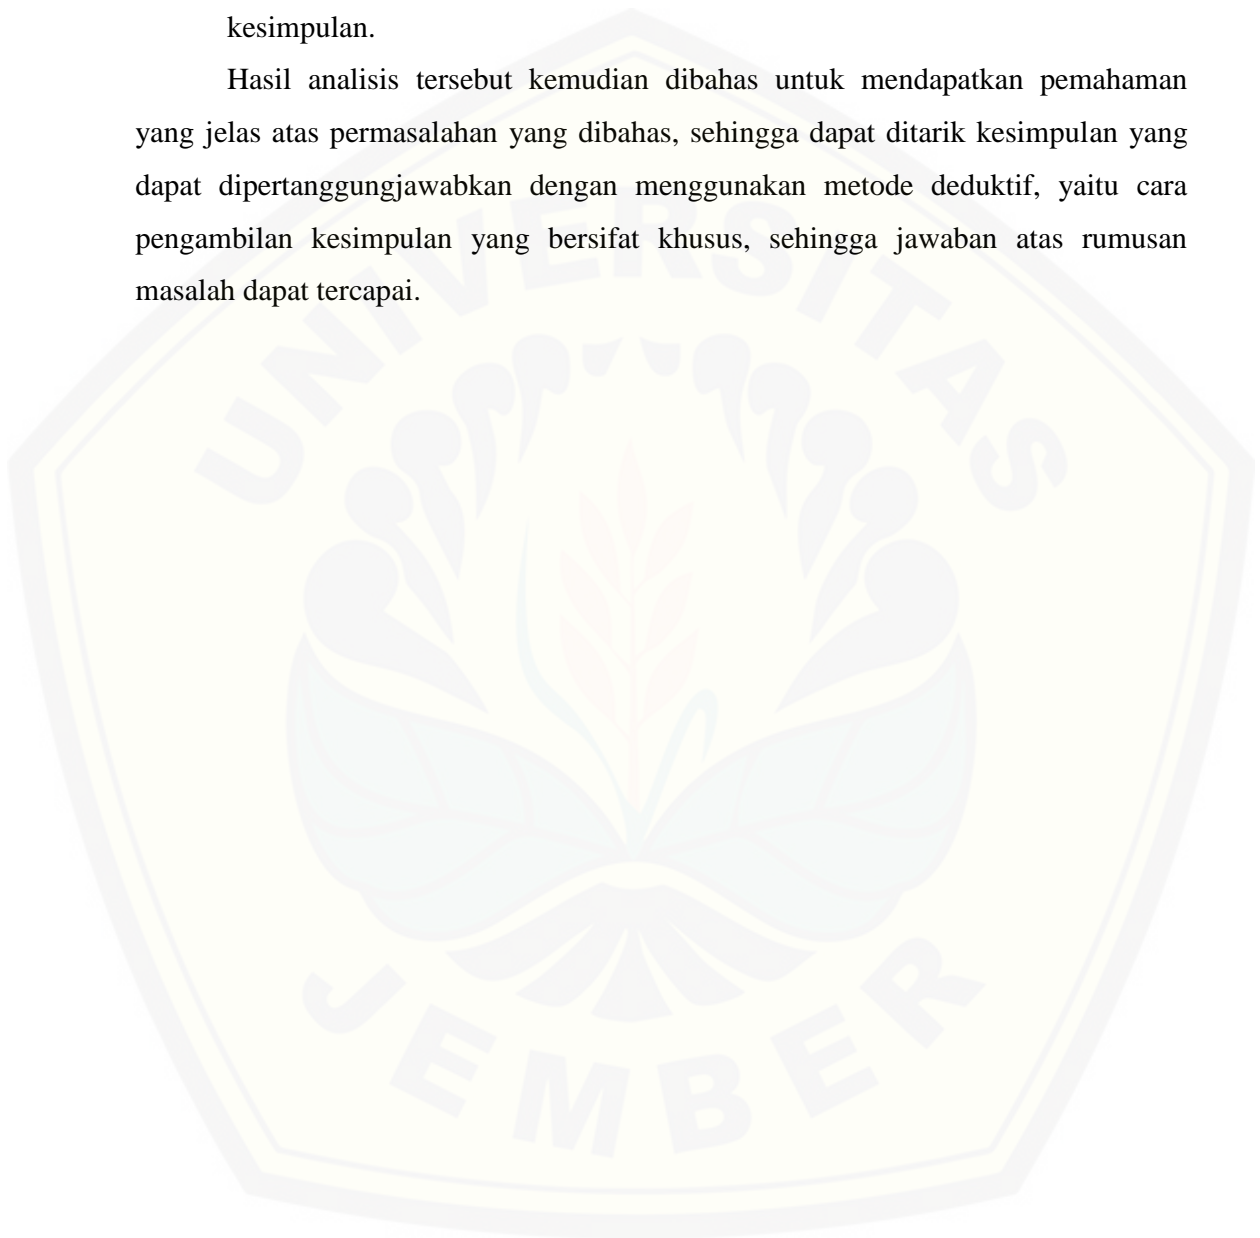 kesimpulan.
Hasil analisis tersebut kemudian dibahas untuk mendapatkan pemahaman
yang jelas atas permasalahan yang dibahas, sehingga dapat ditarik kesimpulan yang
dapat dipertanggungjawabkan dengan menggunakan metode deduktif, yaitu cara
pengambilan kesimpulan yang bersifat khusus, sehingga jawaban atas rumusan
masalah dapat tercapai.
UNIVERSITAS
JEMBER